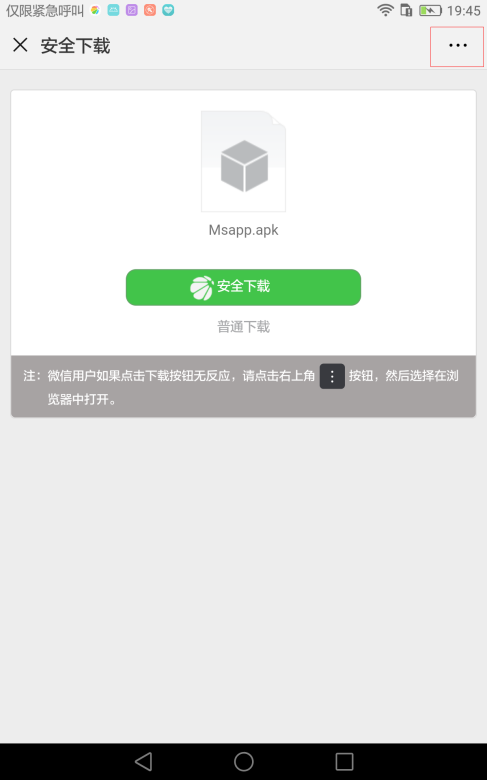 仅限紧急呼叫 19:45
安全下载
Msapp.apk
安全下载
普通下载
注：微信用户如果点击下载按钮无反应，请点击右上角 按钮，然后选择在浏
览器中打开。